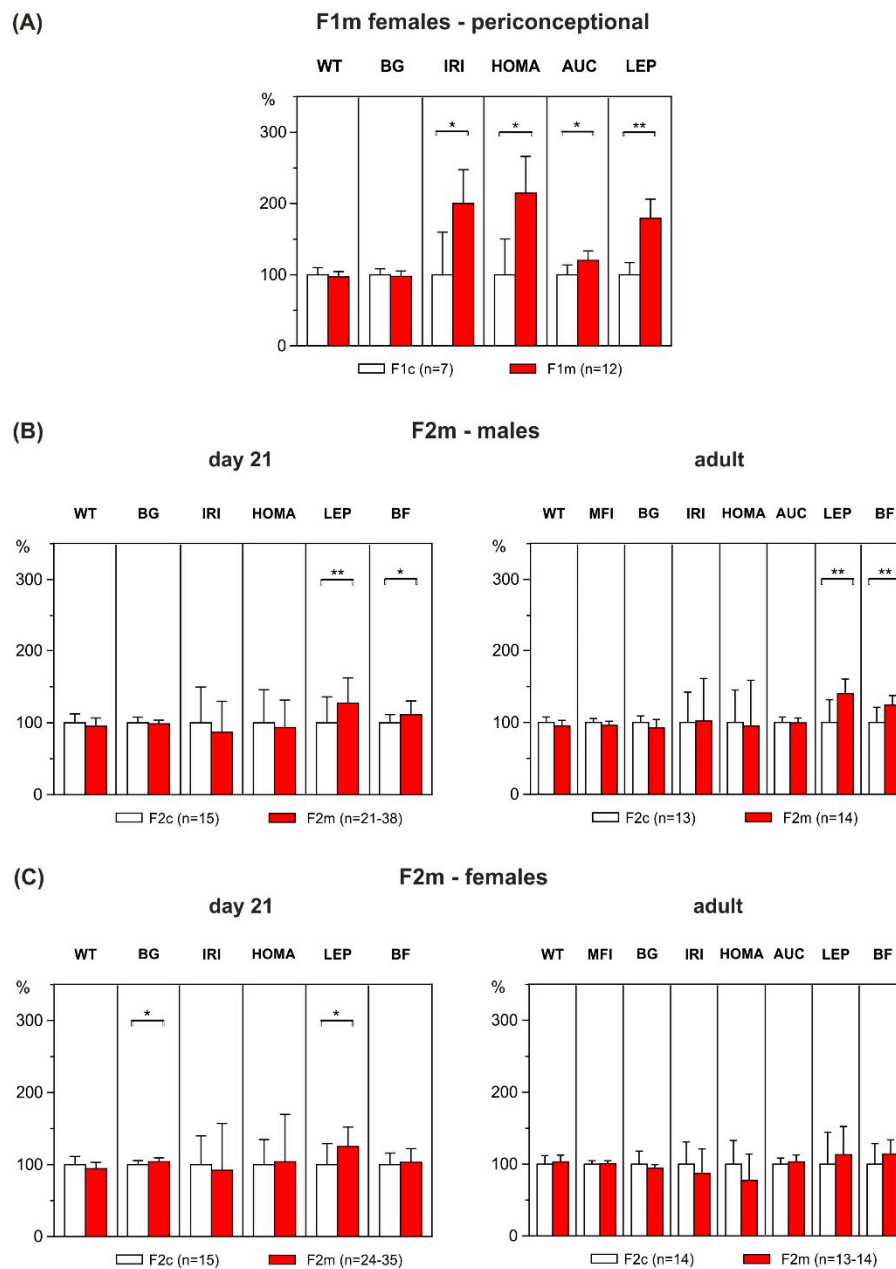 (A) F1m females - periconceptional
WT BG IRI HOMA AUC LEP
%
* * * **
300
200
100
0
F1c (n=7) F1m (n=12)
(B) F2m - males
day 21 adult
WT BG IRI HOMA LEP BF WT MFI BG IRI HOMA AUC LEP BF
% %
300 ** * 300 ** **
200 200
100 100
0 0
F2c (n=15) F2m (n=21-38) F2c (n=13) F2m (n=14)
(C) F2m - females
day 21 adult
WT BG IRI HOMA LEP BF WT MFI BG IRI HOMA AUC LEP BF
% %
300 * * 300
200 200
100 100
0 0
F2c (n=15) F2m (n=24-35) F2c (n=14) F2m (n=13-14)